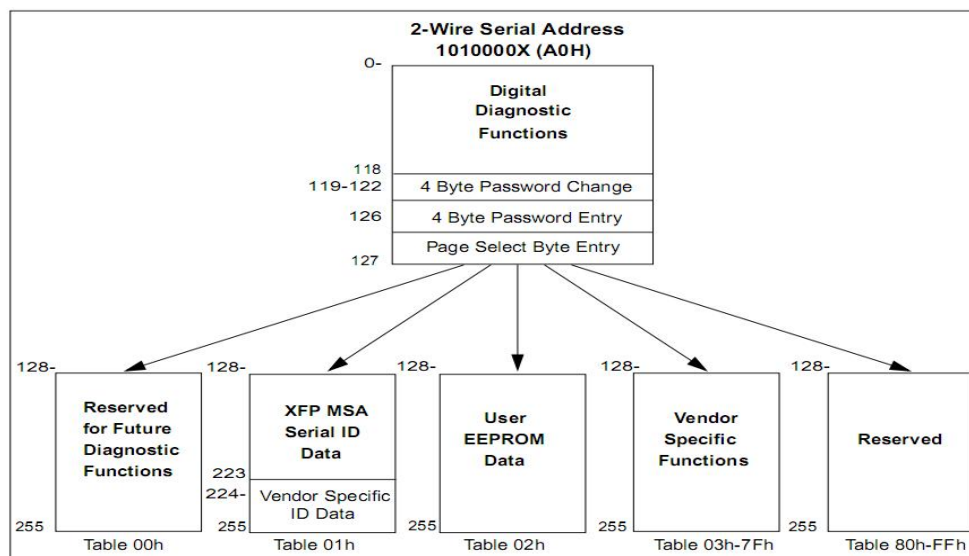 2-Wire Serial Address
1010000X (A0H)
0-
Digital
Diagnostic
Functions
118
119-122
4 Byte Password Change
126
4 Byte Password Entry
Page Select Byte Entry
127
128-
128-
128-
128-
128-
Reserved
for Future
Diagnostic
Functions
XFP MSA
Serial ID
Data
User
EEPROM
Data
Vendor
Specific
Functions
Reserved
223
224-
Vendor Specific
ID Data
255
255
255
255
255
Table 00h
Table 01h
Table 02h
Table 03h-7Fh
Table 80h-FFh